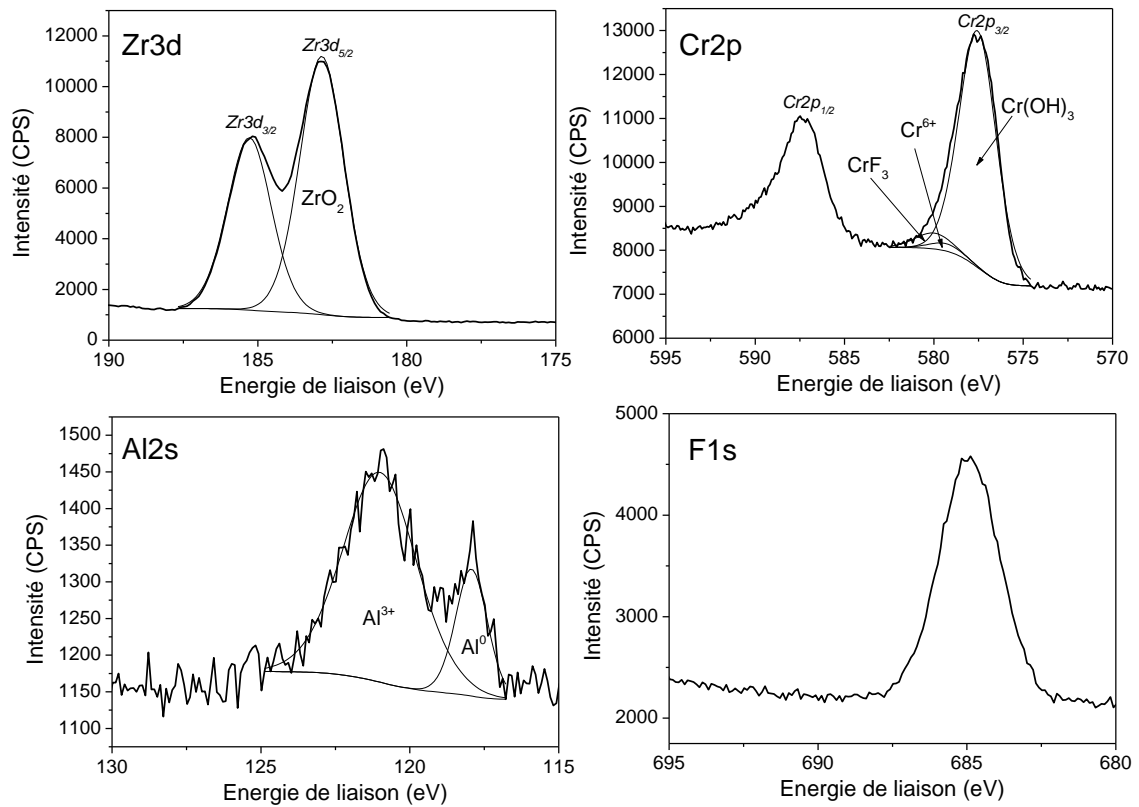 Zr3d
Zr3d3/2
Zr3d5/2
ZrO2
12000
10000
8000
6000
4000
2000
0
190
185
180
175
Intensité (CPS)
Energie de liaison (eV)
Cr2p
Cr2p3/2
Cr2p1/2
Cr(OH)3
Cr6+
CrF3
13000
12000
11000
10000
9000
8000
7000
6000
595
590
585
580
575
570
Intensité (CPS)
Energie de liaison (eV)
Al2s
Al3+
Al0
1500
1450
1400
1350
1300
1250
1200
1150
1100
130
125
120
115
Intensité (CPS)
Energie de liaison (eV)
F1s
5000
4000
3000
2000
695
690
685
680
Intensité (CPS)
Energie de liaison (eV)